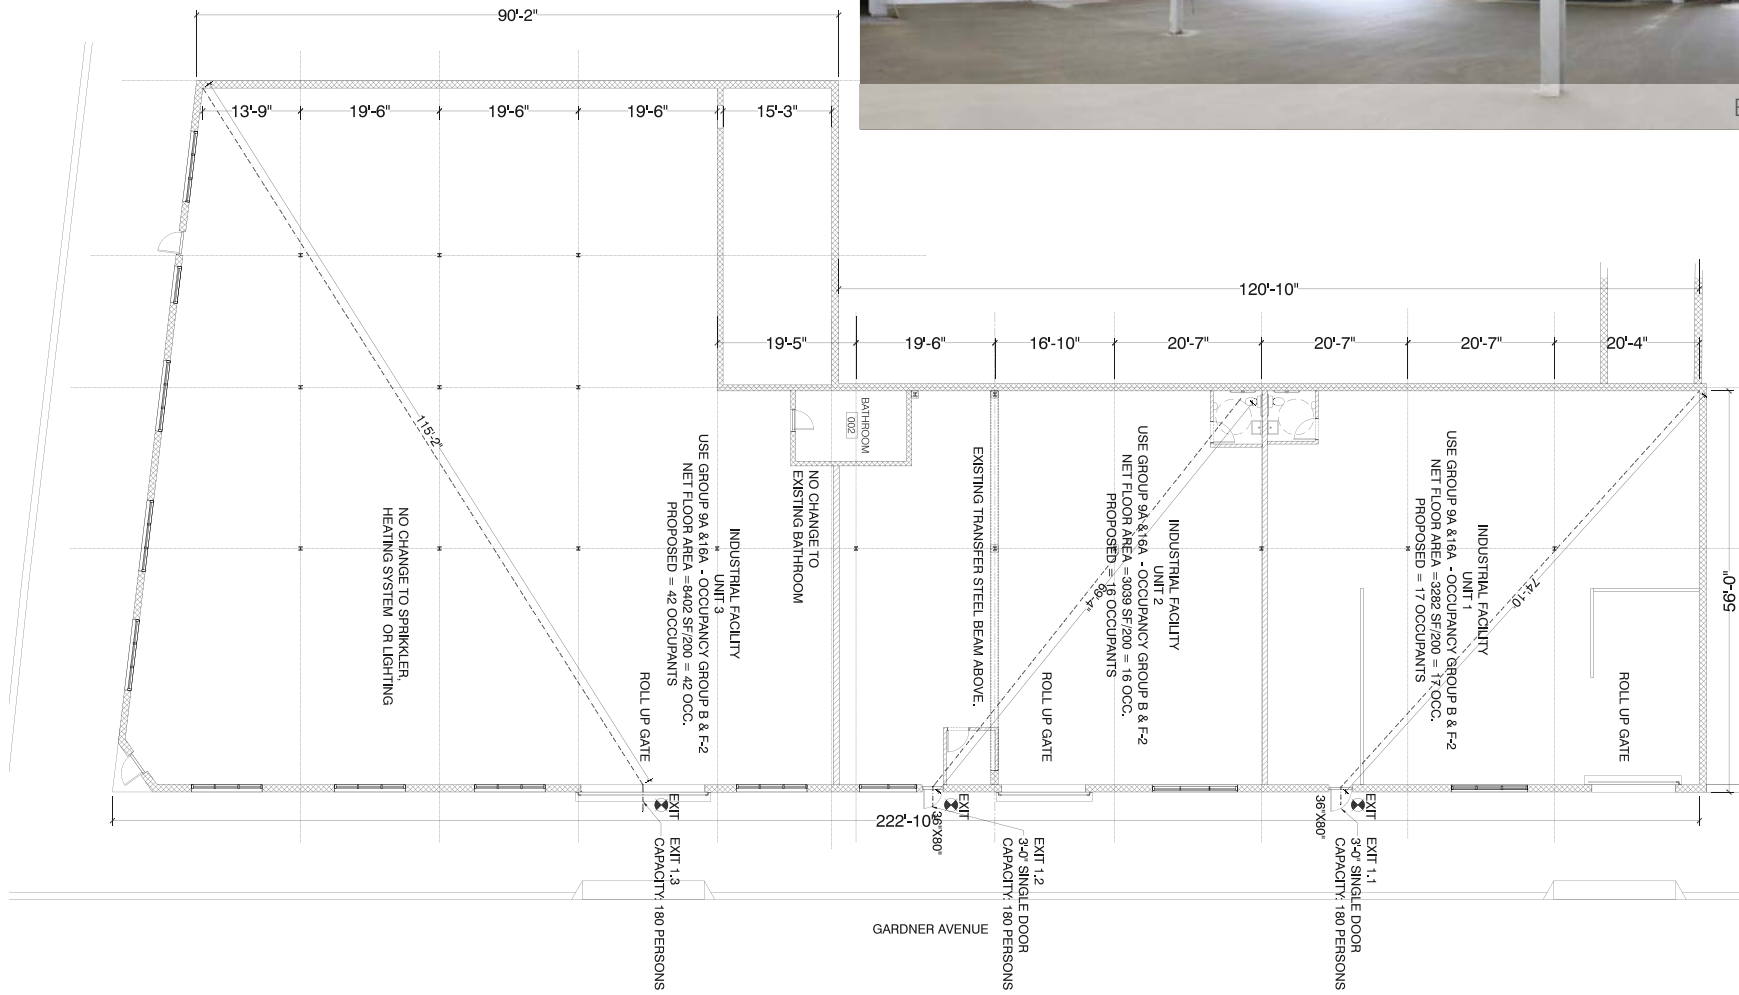 90'-2"
13'-9"
19'-6"
19'-6"
19'-6"
15'-3"
120'-10"
19'-5"
19'-6"
16'-10"
20'-7"
20'-7"
20'-7"
20'-4"
56'-0"
115'-2"
BATHROOM
002
NO CHANGE TO
EXISTING BATHROOM
NO CHANGE TO SPRIKKLER,
HEATING SYSTEM OR LIGHTING
INDUSTRIAL FACILITY
UNIT 3
USE GROUP 9A &16A - OCCUPANCY GROUP B & F-2
NET FLOOR AREA =8402 SF/200 = 42 OCC.
PROPOSED = 42 OCCUPANTS
ROLL UP GATE
EXISTING TRANSFER STEEL BEAM ABOVE.
INDUSTRIAL FACILITY
UNIT 2
USE GROUP 9A &16A - OCCUPANCY GROUP B & F-2
NET FLOOR AREA =3039 SF/200 = 16 OCC.
PROPOSED = 16 OCCUPANTS
69'-4"
ROLL UP GATE
INDUSTRIAL FACILITY
UNIT 1
USE GROUP 9A &16A - OCCUPANCY GROUP B & F-2
NET FLOOR AREA =3282 SF/200 = 17 OCC.
PROPOSED = 17 OCCUPANTS
74'-10"
ROLL UP GATE
222'-10"
EXIT
EXIT 1.3
CAPACITY: 180 PERSONS
EXIT
36"X80"
EXIT 1.2
3'-0" SINGLE DOOR
CAPACITY: 180 PERSONS
EXIT
36"X80"
EXIT 1.1
3'-0" SINGLE DOOR
CAPACITY: 180 PERSONS
GARDNER AVENUE